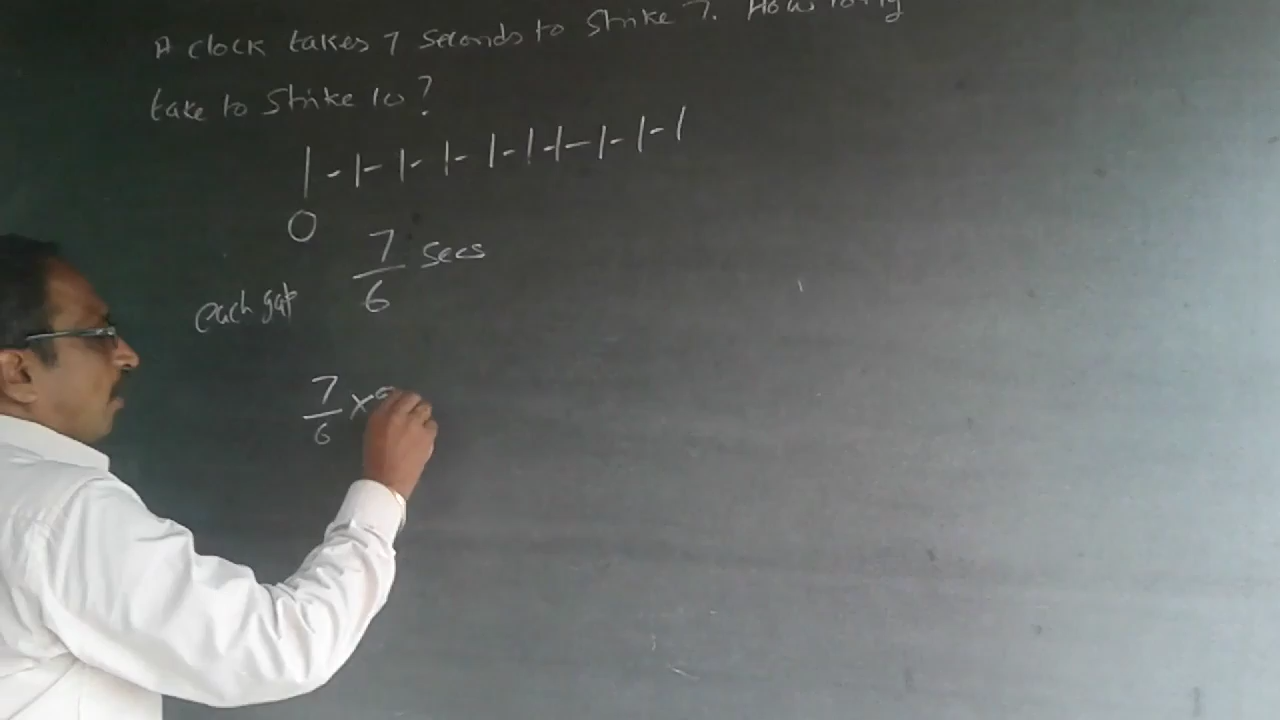 A clock takes 7 seconds to strike 7. How long
take to strike 10?
0
each gap 7/6 secs
7/6 ×